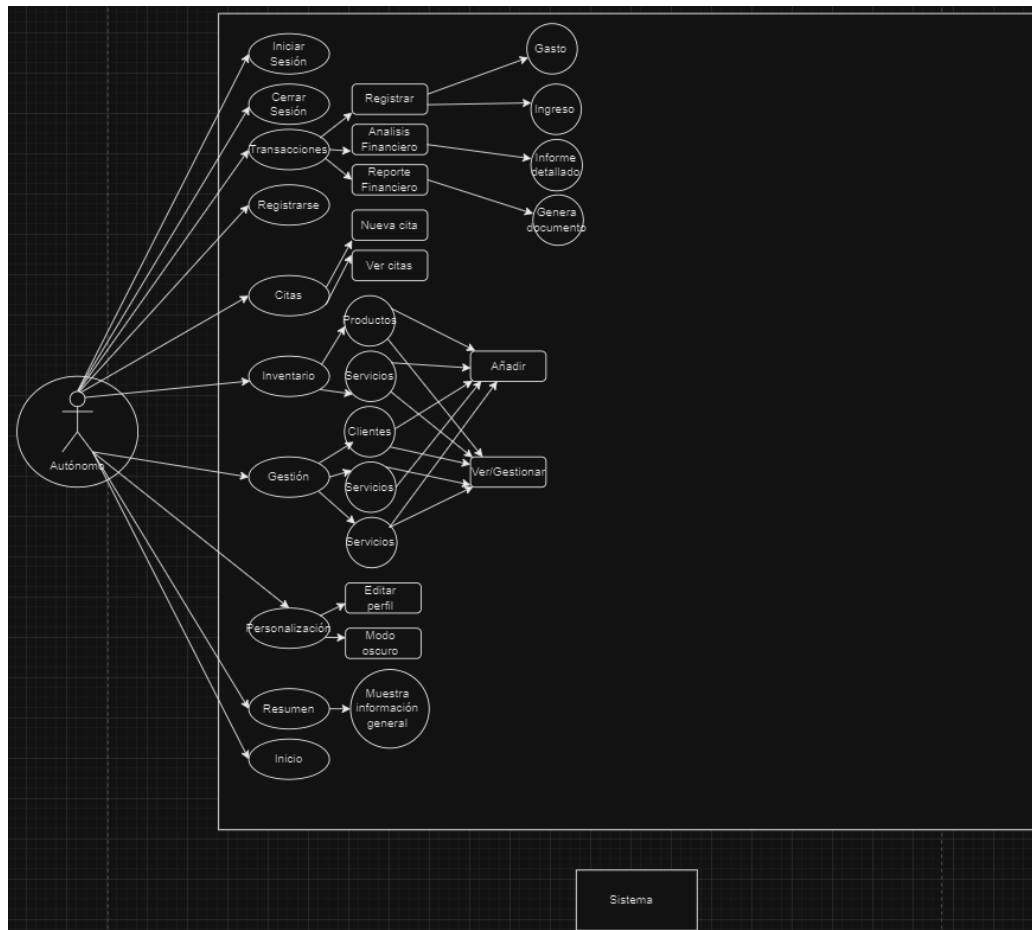 Iniciar
Sesión
Gasto
Cerrar
Sesión
Registrar
Ingreso
Transacciones
Analisis
Financiero
Informe
detallado
Reporte
Financiero
Registrarse
Genera
documento
Nueva cita
Ver citas
Citas
Productos
Inventario
Servicios
Añadir
Clientes
Autónomo
Gestión
Servicios
Ver/Gestionar
Servicios
Editar
perfil
Personalización
Modo
oscuro
Resumen
Muestra
información
general
Inicio
Sistema